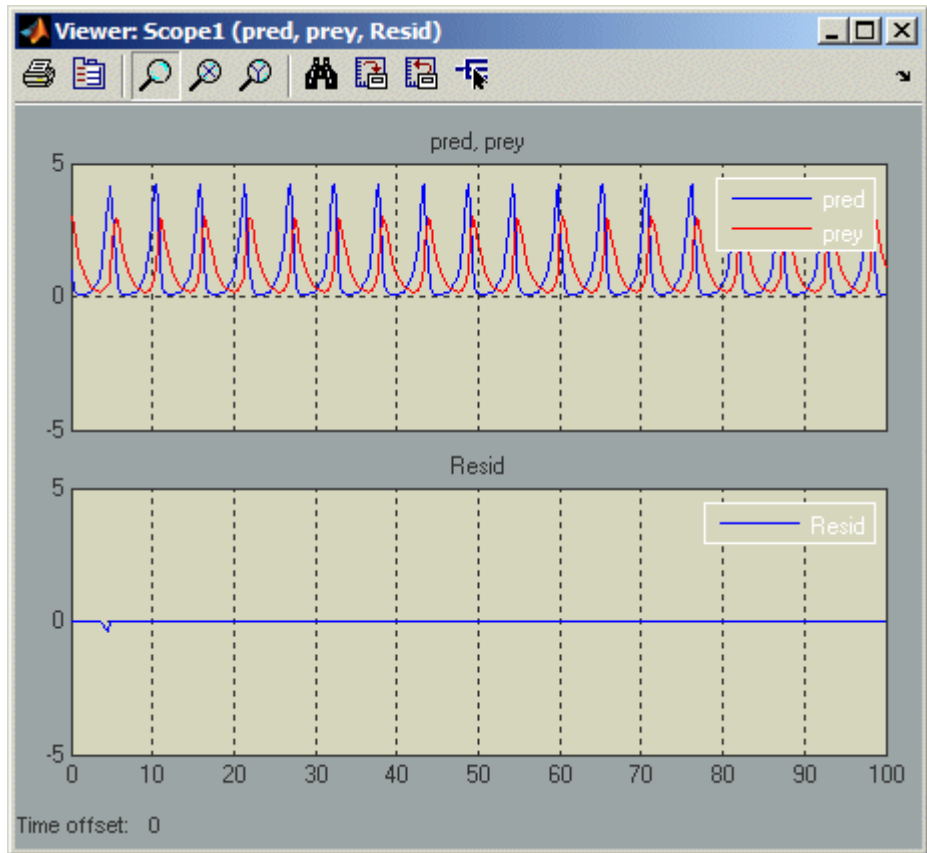 Viewer: Scope1 (pred, prey, Resid)
pred, prey
5
0
-5
pred
prey
Resid
5
0
-5
Resid
0 10 20 30 40 50 60 70 80 90 100
Time offset: 0